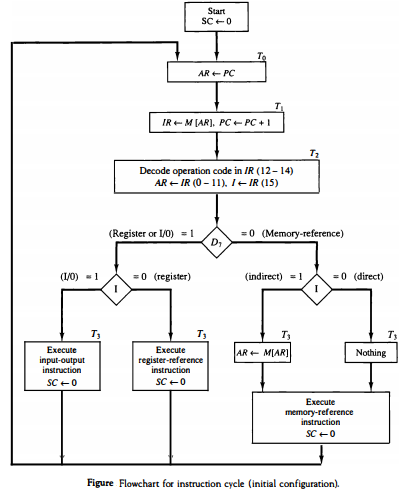 Start
SC ← 0
T0
AR ← PC
T1
IR ← M [AR], PC ← PC + 1
T2
Decode operation code in IR (12 – 14)
AR ← IR (0 – 11), I ← IR (15)
(Register or I/0) = 1
D7
= 0 (Memory-reference)
(I/0) = 1
I
= 0 (register)
(indirect) = 1
I
= 0 (direct)
T3
Execute
input-output
instruction
SC ← 0
T3
Execute
register-reference
instruction
SC ← 0
T3
AR ← M[AR]
T3
Nothing
Execute
memory-reference
instruction
SC ← 0
Figure Flowchart for instruction cycle (initial configuration).